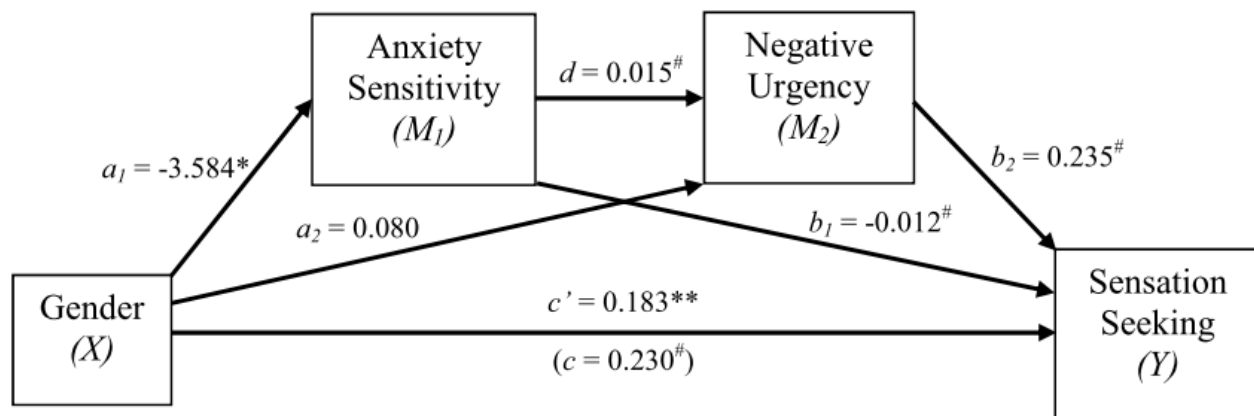 Anxiety
Sensitivity
(M₁)
d = 0.015#
Negative
Urgency
(M₂)
a₁ = -3.584*
b₂ = 0.235#
a₂ = 0.080
b₁ = -0.012#
Gender
(X)
c’ = 0.183**
(c = 0.230#)
Sensation
Seeking
(Y)